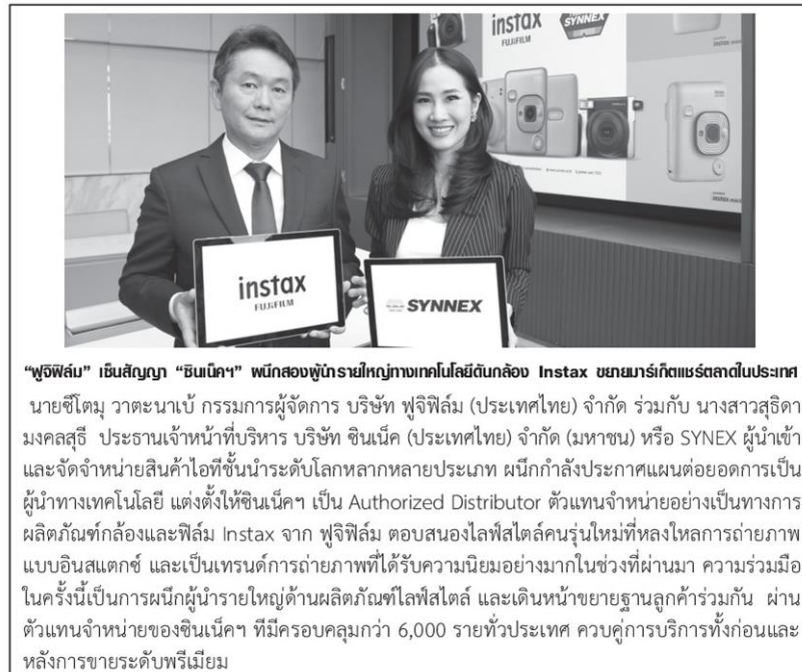 instax
FUJIFILM
SYNNEX
instax
FUJIFILM
SYNNEX
"ฟูจิฟิล์ม" เซ็นสัญญา "ซินเน็คฯ" ผนึกสองผู้นำรายใหญ่ทางเทคโนโลยีดันกล้อง Instax ขยายมาร์เก็ตแชร์ตลาดในประเทศ
นายซีโตมุ วาตะนาเบ้ กรรมการผู้จัดการ บริษัท ฟูจิฟิล์ม (ประเทศไทย) จำกัด ร่วมกับ นางสาวสุธิดา
มงคลสุธี ประธานเจ้าหน้าที่บริหาร บริษัท ซินเน็ค (ประเทศไทย) จำกัด (มหาชน) หรือ SYNEX ผู้นำเข้า
และจัดจำหน่ายสินค้าไอทีชั้นนำระดับโลกหลากหลายประเภท ผนึกกำลังประกาศแผนต่อยอดการเป็น
ผู้นำทางเทคโนโลยี แต่งตั้งให้ซินเน็คฯ เป็น Authorized Distributor ตัวแทนจำหน่ายอย่างเป็นทางการ
ผลิตภัณฑ์กล้องและฟิล์ม Instax จาก ฟูจิฟิล์ม ตอบสนองไลฟ์สไตล์คนรุ่นใหม่ที่หลงใหลการถ่ายภาพ
แบบอินสแตกซ์ และเป็นเทรนด์การถ่ายภาพที่ได้รับความนิยมอย่างมากในช่วงที่ผ่านมา ความร่วมมือ
ในครั้งนี้เป็นการผนึกผู้นำรายใหญ่ด้านผลิตภัณฑ์ไลฟ์สไตล์ และเดินหน้าขยายฐานลูกค้าร่วมกัน ผ่าน
ตัวแทนจำหน่ายของซินเน็คฯ ทีมีครอบคลุมกว่า 6,000 รายทั่วประเทศ ควบคู่การบริการทั้งก่อนและ
หลังการขายระดับพรีเมียม